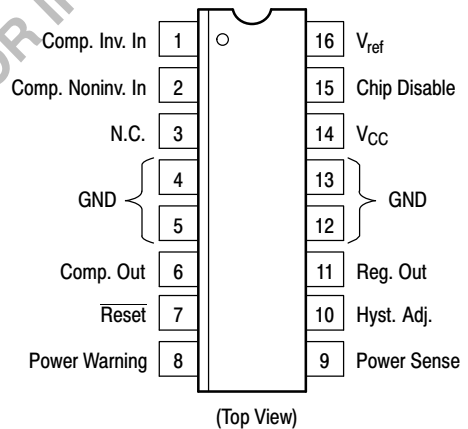 OR I
Comp. Inv. In 1 16 Vref
Comp. Noninv. In 2 15 Chip Disable
N.C. 3 14 VCC
4 13
GND GND
5 12
Comp. Out 6 11 Reg. Out
Reset 7 10 Hyst. Adj.
Power Warning 8 9 Power Sense
(Top View)